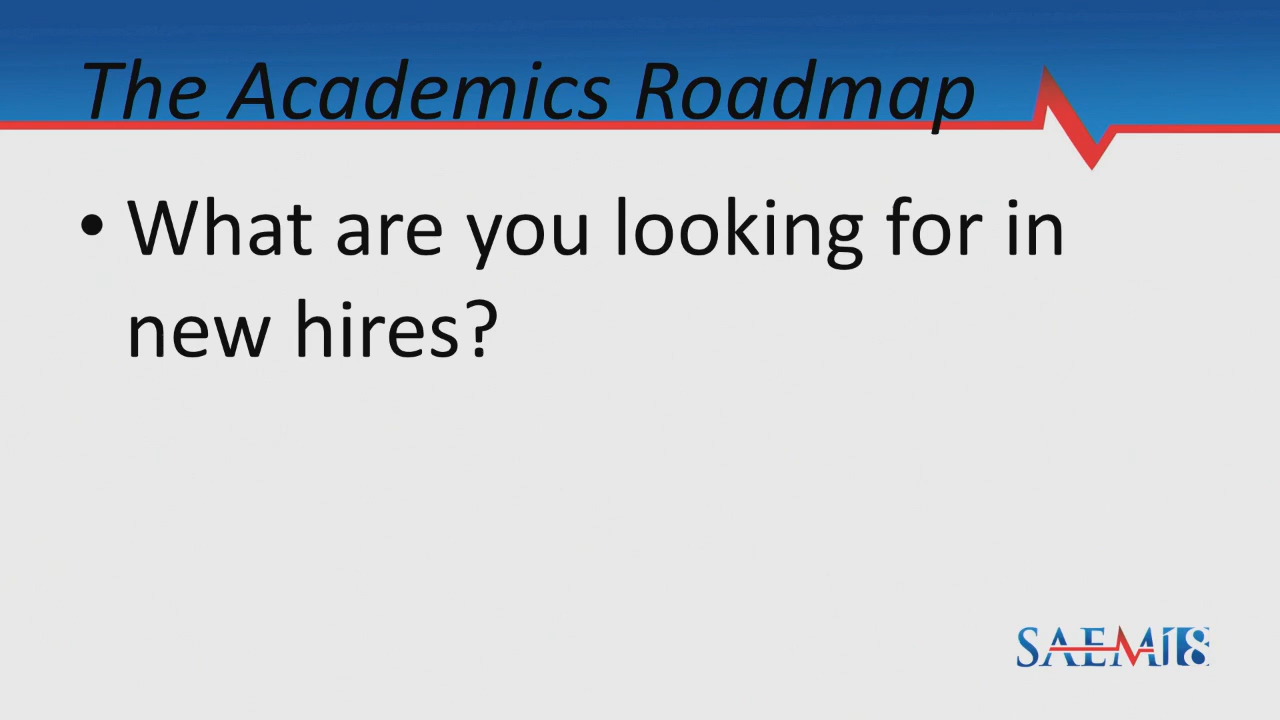 The Academics Roadmap
• What are you looking for in
new hires?
SAEM18